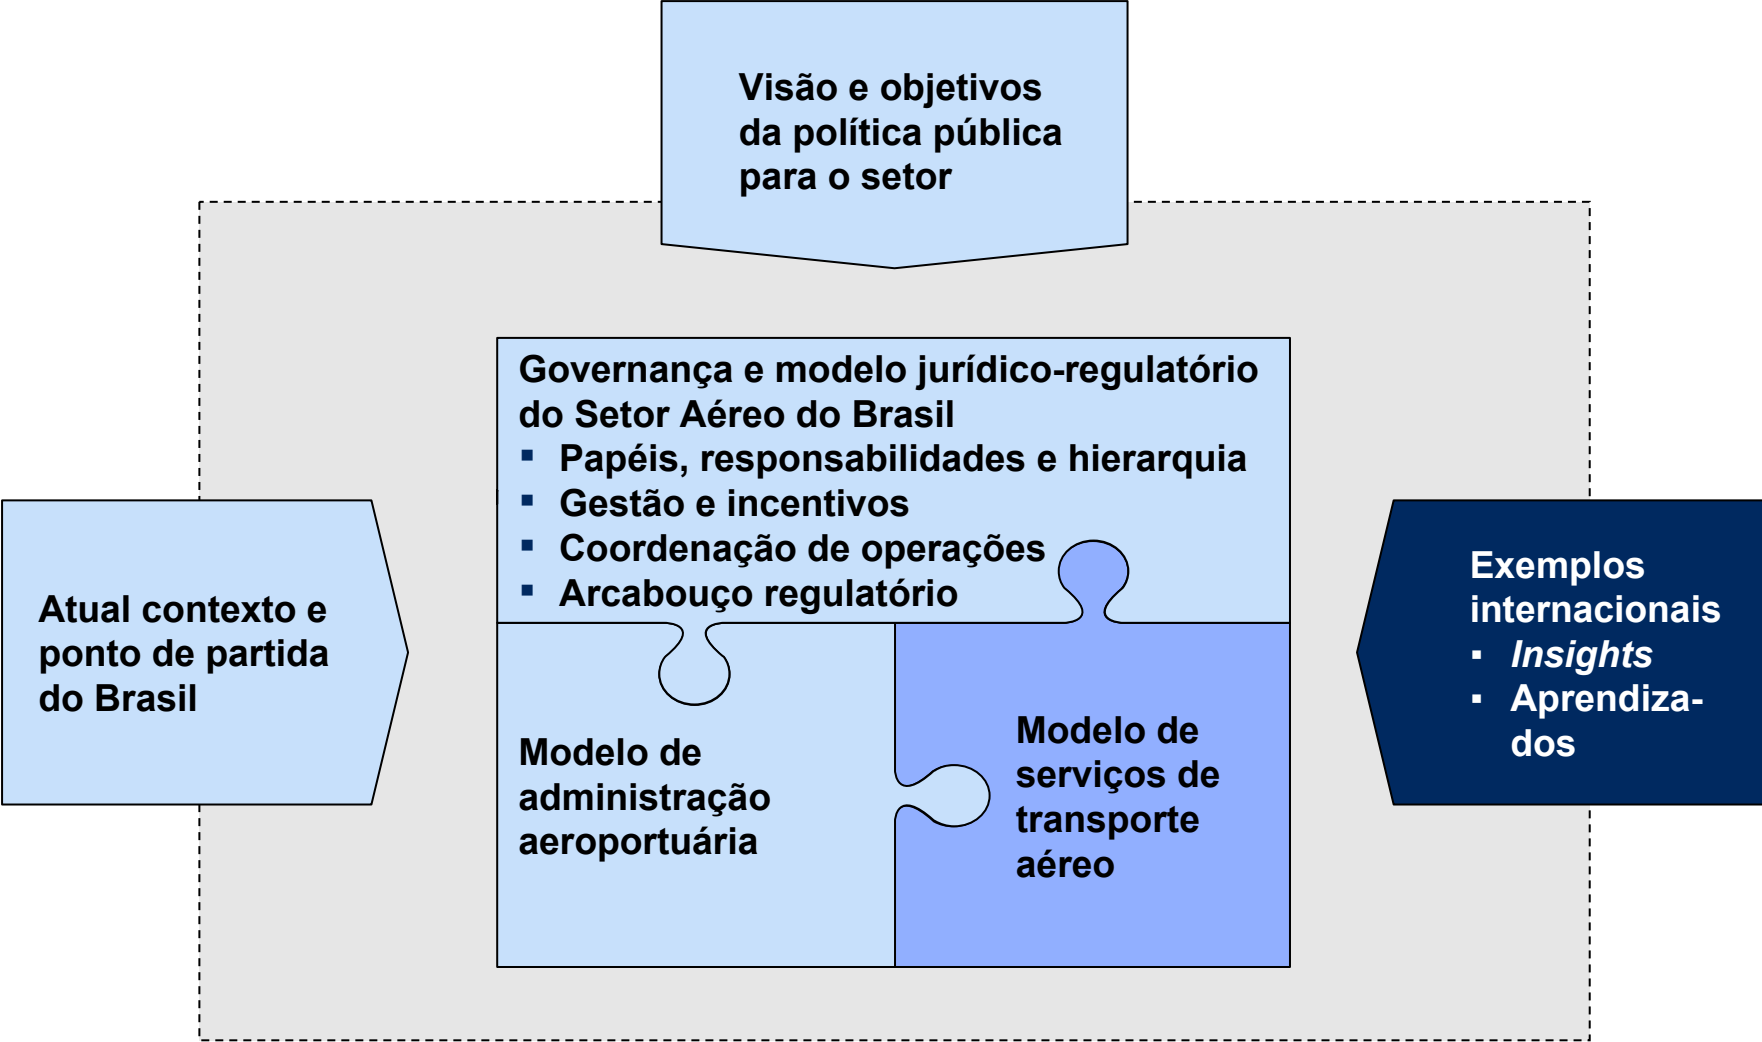 Visão e objetivos
da política pública
para o setor
Governança e modelo jurídico-regulatório
do Setor Aéreo do Brasil
▪ Papéis, responsabilidades e hierarquia
▪ Gestão e incentivos
▪ Coordenação de operações
▪ Arcabouço regulatório
Atual contexto e
ponto de partida
do Brasil
Exemplos
internacionais
▪ Insights
▪ Aprendiza-
dos
Modelo de
administração
aeroportuária
Modelo de
serviços de
transporte
aéreo